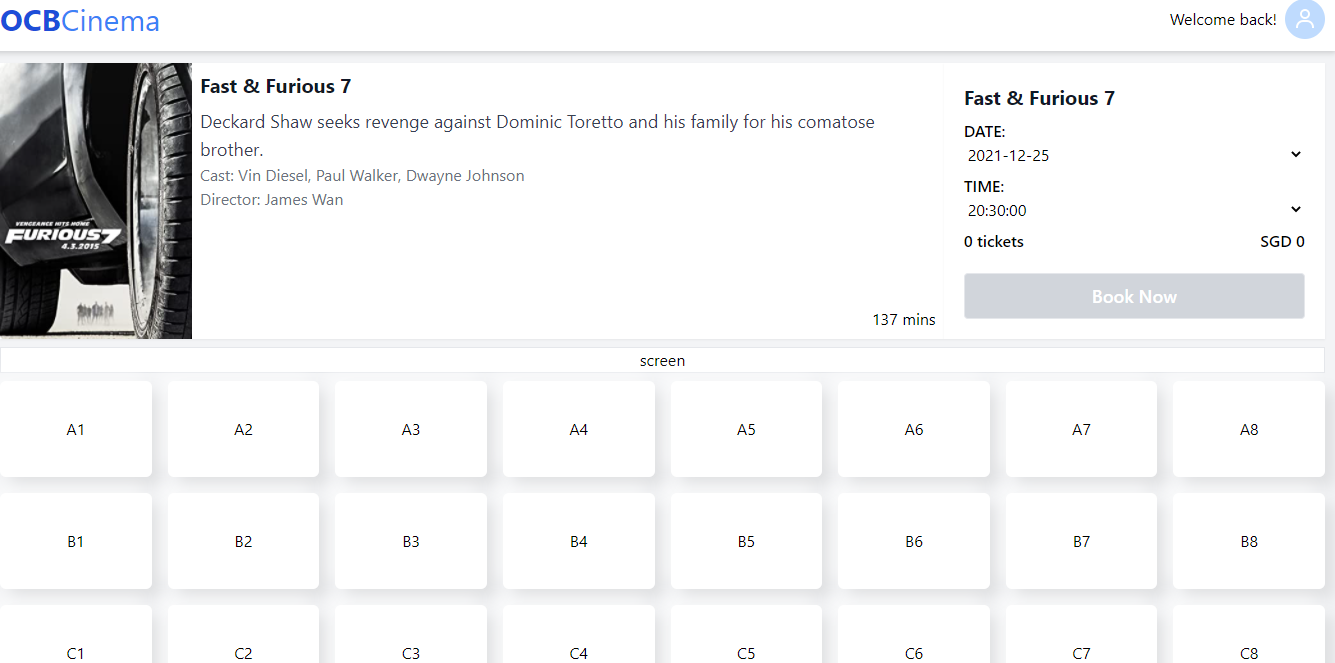 OCBCinema
Welcome back!
VENGEANCE HITS HOME
FURIOUS 7
4.3.2015
Fast & Furious 7
Deckard Shaw seeks revenge against Dominic Toretto and his family for his comatose
brother.
Cast: Vin Diesel, Paul Walker, Dwayne Johnson
Director: James Wan
137 mins
Fast & Furious 7
DATE:
2021-12-25
TIME:
20:30:00
0 tickets SGD 0
Book Now
screen
A1 A2 A3 A4 A5 A6 A7 A8
B1 B2 B3 B4 B5 B6 B7 B8
C1 C2 C3 C4 C5 C6 C7 C8